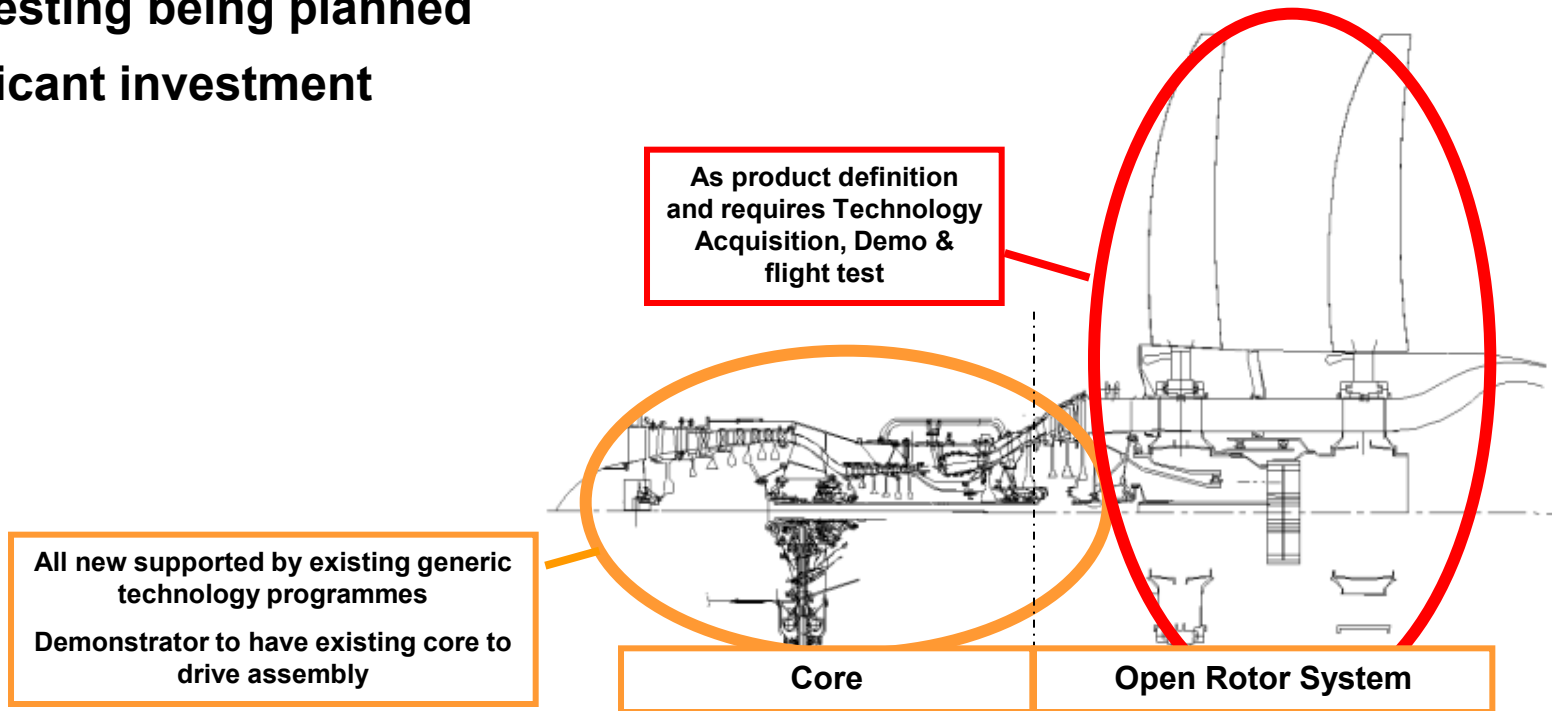 esting being planned
icant investment
As product definition
and requires Technology
Acquisition, Demo &
flight test
All new supported by existing generic
technology programmes
Demonstrator to have existing core to
drive assembly
Core
Open Rotor System